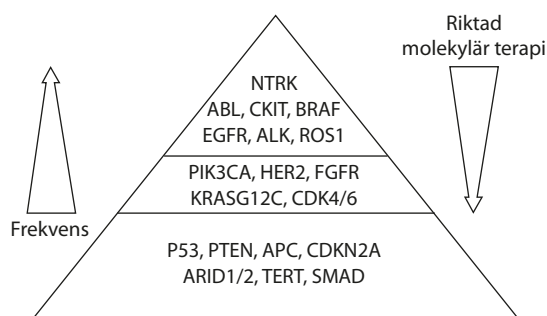 Riktad
molekylär terapi
NTRK
ABL, CKIT, BRAF
EGFR, ALK, ROS1
PIK3CA, HER2, FGFR
KRASG12C, CDK4/6
Frekvens
P53, PTEN, APC, CDKN2A
ARID1/2, TERT, SMAD